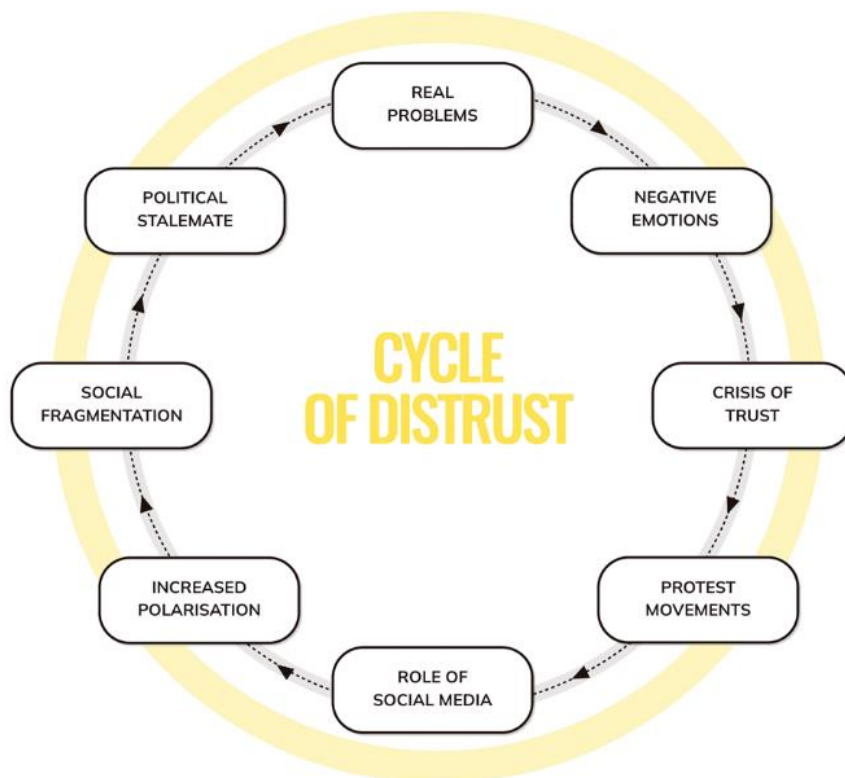 REAL
PROBLEMS
NEGATIVE
EMOTIONS
CRISIS OF
TRUST
PROTEST
MOVEMENTS
ROLE OF
SOCIAL MEDIA
INCREASED
POLARISATION
SOCIAL
FRAGMENTATION
POLITICAL
STALEMATE
CYCLE
OF DISTRUST